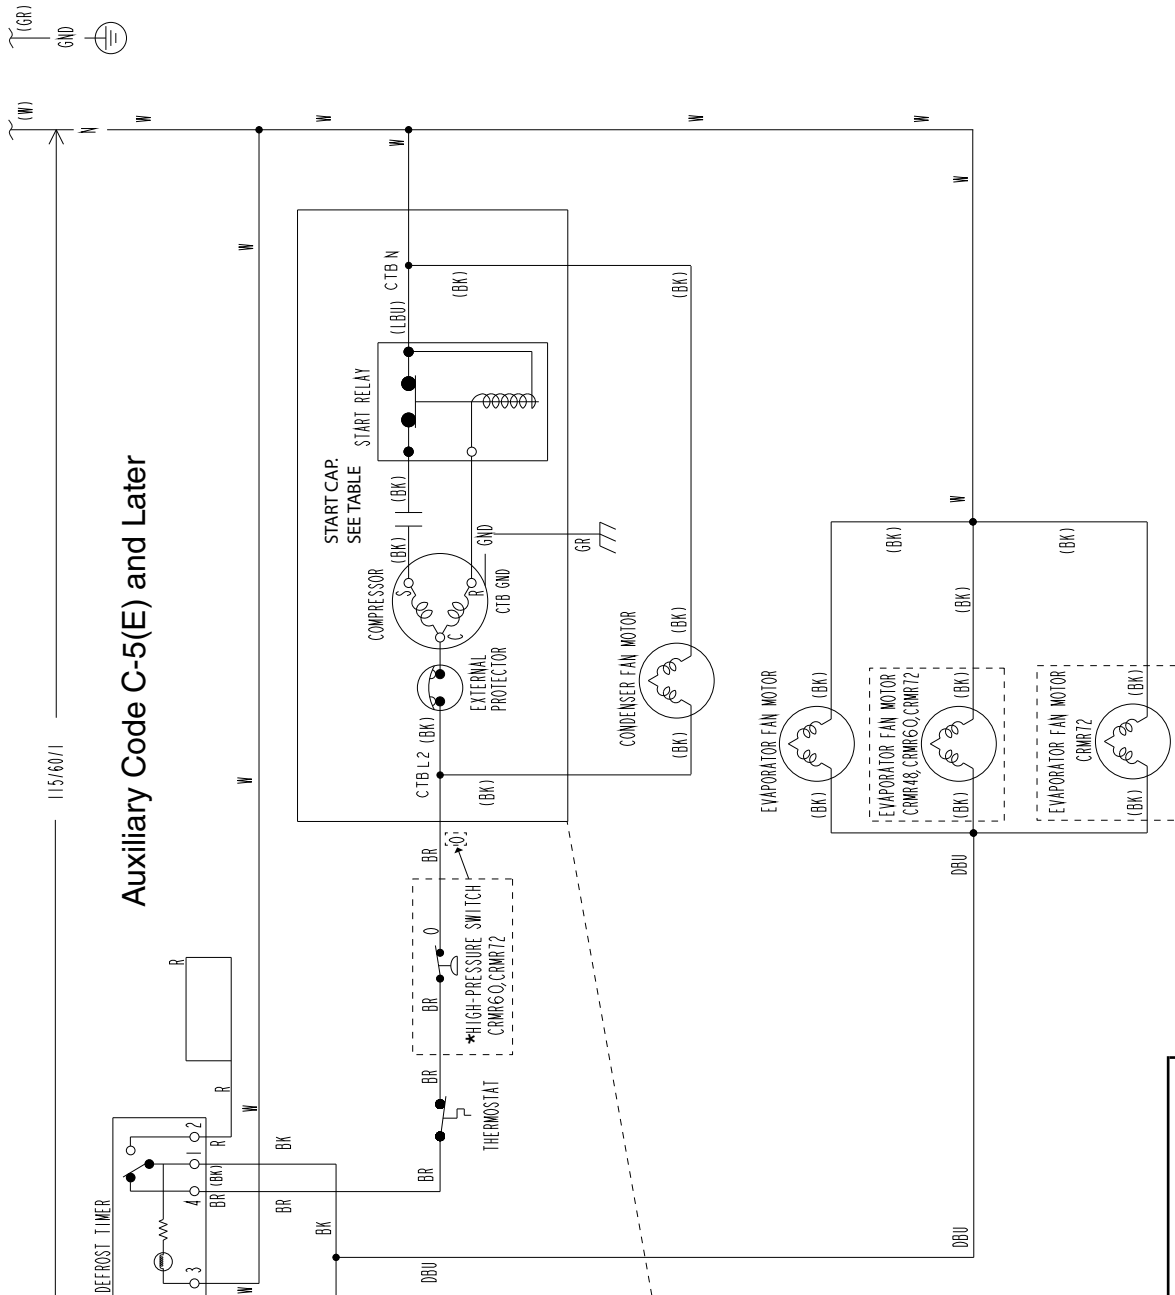 (GR)
GND
(W)
N
W
W
W
W
W
115/60/1
Auxiliary Code C-5(E) and Later
W
W
W
CTB N
(BK)
(BK)
(LBU)
START RELAY
START CAP.
SEE TABLE
(BK)
(BK)
GND
GR
COMPRESSOR
S
R
C
CTB GND
EXTERNAL
PROTECTOR
CTB L2
(BK)
(BK)
CONDENSER FAN MOTOR
(BK)
(BK)
W
(BK)
(BK)
(BK)
EVAPORATOR FAN MOTOR
(BK)
(BK)
EVAPORATOR FAN MOTOR
CRMR48,CRMR60,CRMR72
(BK)
(BK)
EVAPORATOR FAN MOTOR
CRMR72
(BK)
(BK)
DBU
BR
[O]
O
*HIGH-PRESSURE SWITCH
CRMR60,CRMR72
BR
BR
THERMOSTAT
BR
R
R
W
DEFROST TIMER
2
R
1
(BK)
BK
4
BR
BR
BK
3
W
DBU
DBU